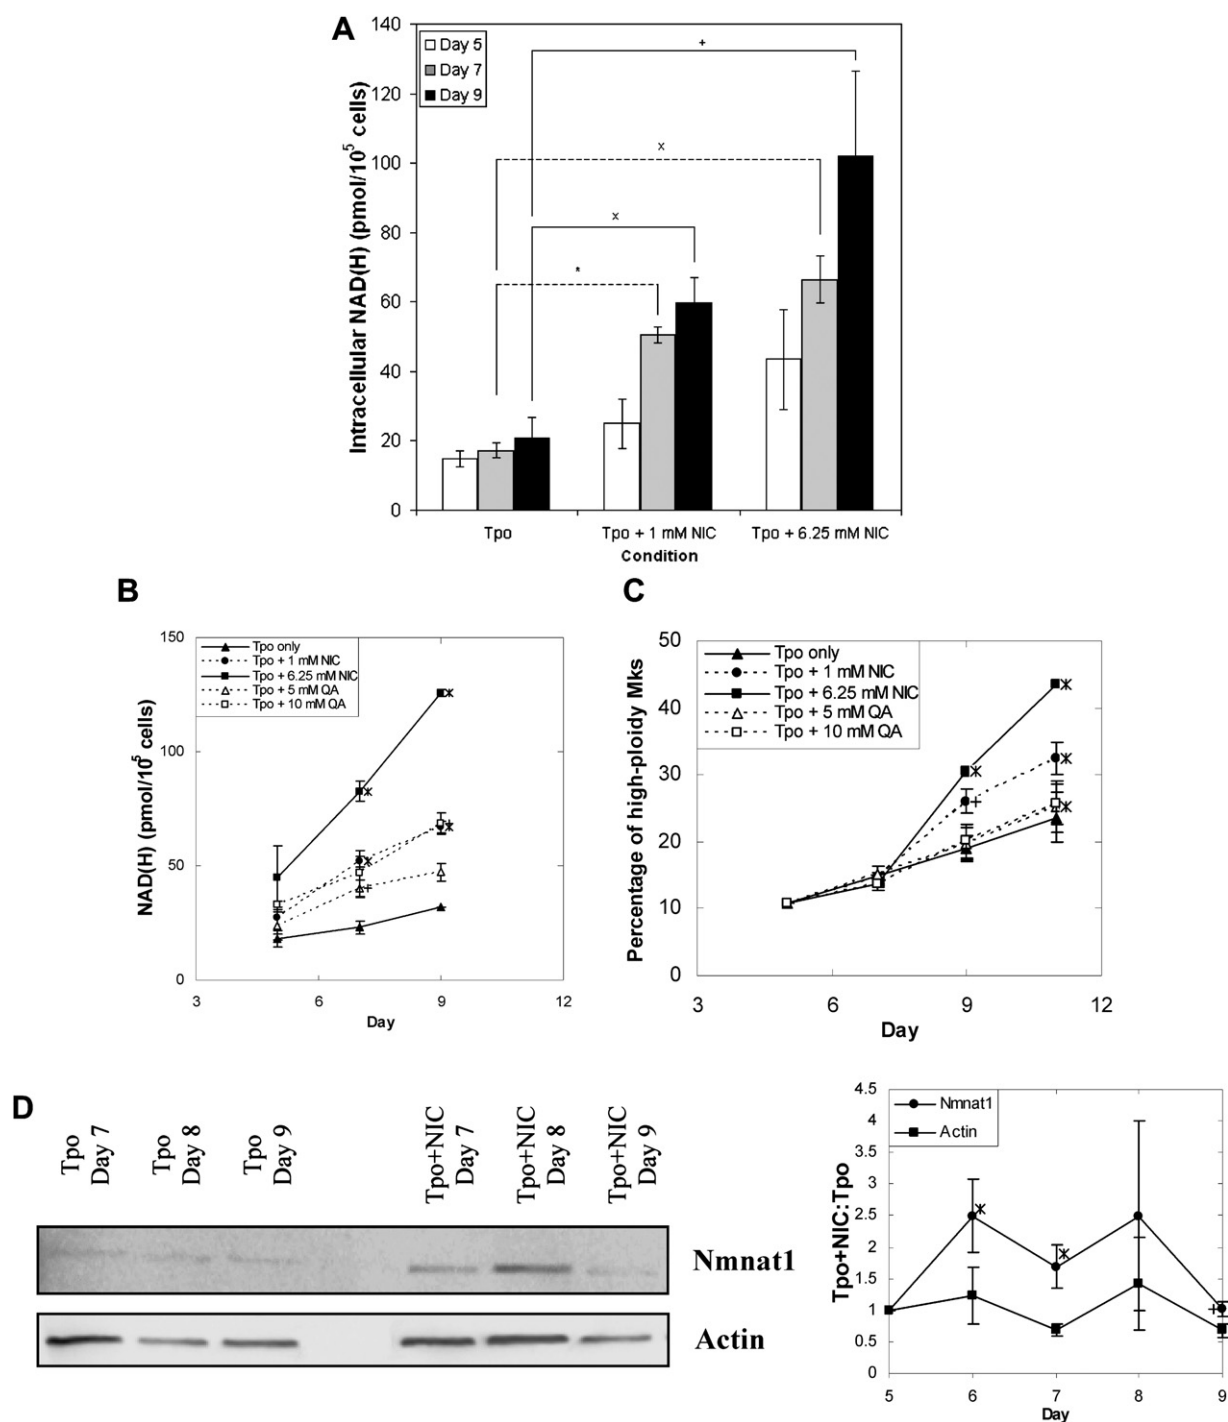 A
140
120
100
80
60
40
20
0
Intracellular NAD(H) (pmol/10⁵ cells)
Day 5
Day 7
Day 9
+
x
x
*
Tpo
Tpo + 1 mM NIC
Tpo + 6.25 mM NIC
Condition
B
150
100
50
0
NAD(H) (pmol/10⁵ cells)
Tpo only
Tpo + 1 mM NIC
Tpo + 6.25 mM NIC
Tpo + 5 mM QA
Tpo + 10 mM QA
3
6
9
12
Day
C
50
40
30
20
10
0
Percentage of high-ploidy Mks
Tpo only
Tpo + 1 mM NIC
Tpo + 6.25 mM NIC
Tpo + 5 mM QA
Tpo + 10 mM QA
3
6
9
12
Day
D
Tpo
Day 7
Tpo
Day 8
Tpo
Day 9
Tpo+NIC
Day 7
Tpo+NIC
Day 8
Tpo+NIC
Day 9
Nmnat1
Actin
4.5
4
3.5
3
2.5
2
1.5
1
0.5
0
Tpo+NIC:Tpo
Nmnat1
Actin
5
6
7
8
9
Day